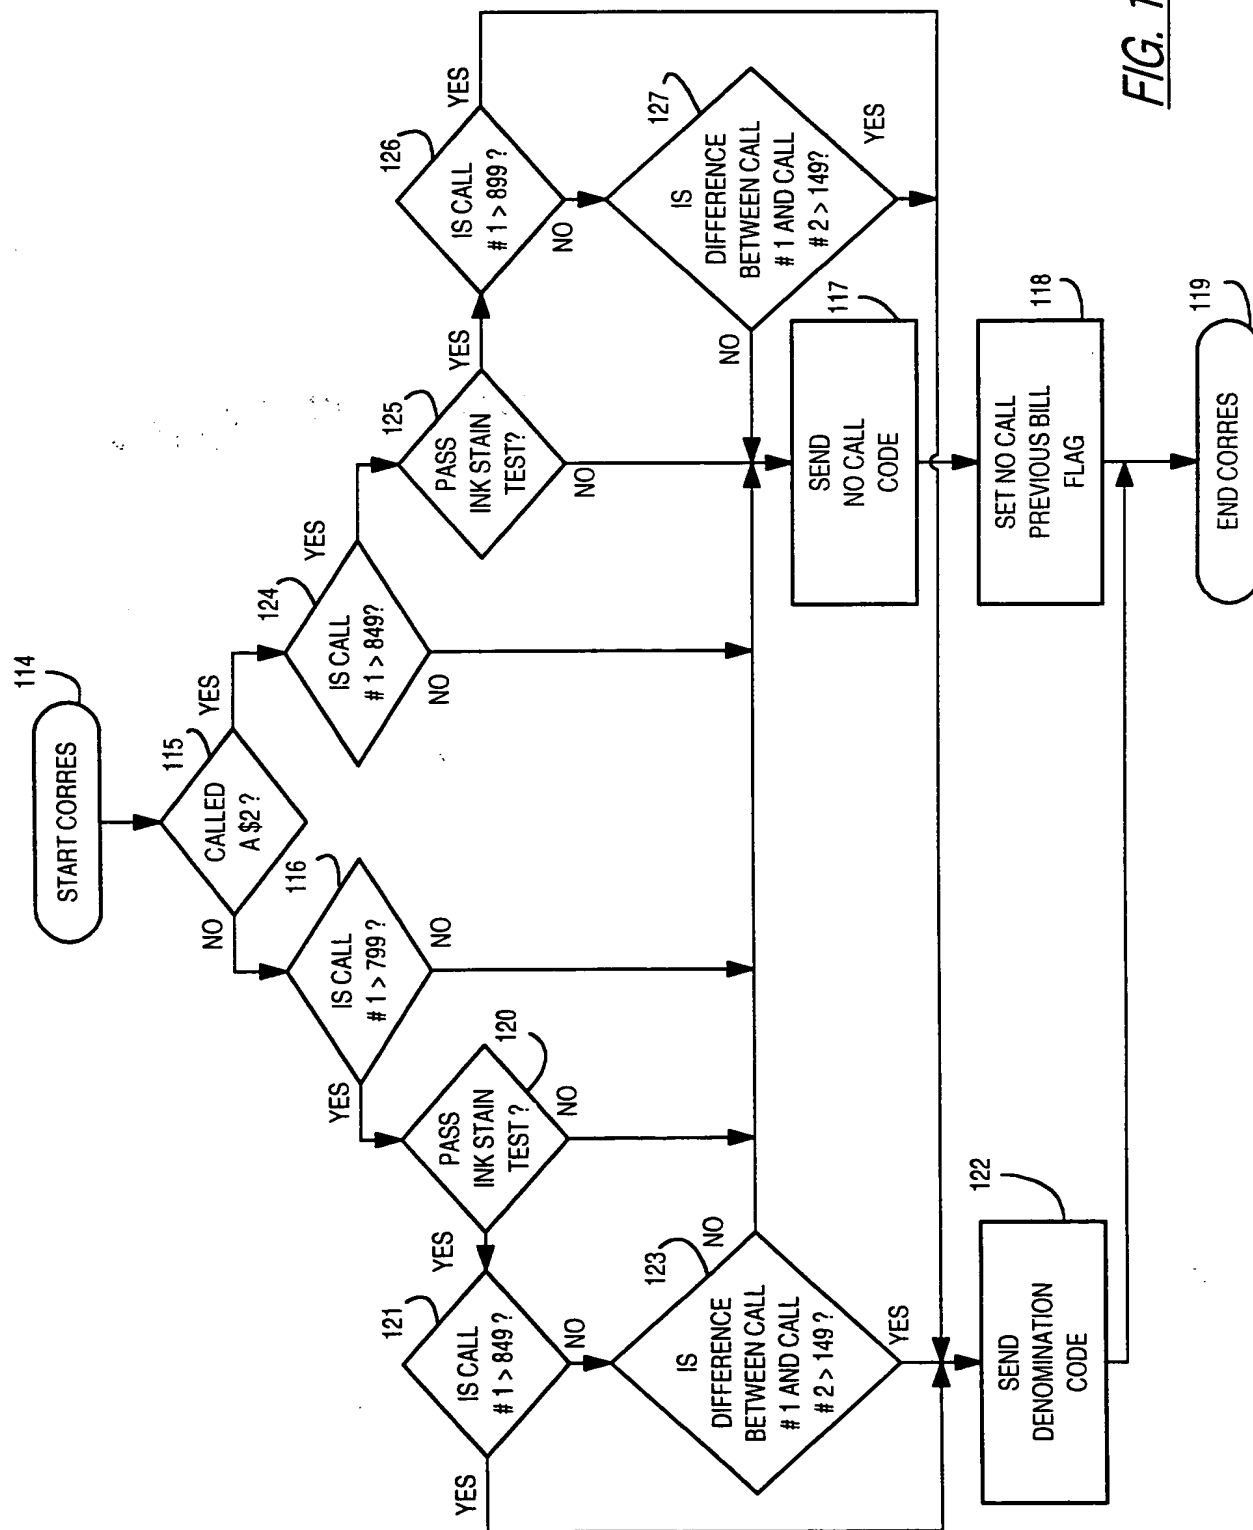 START CORRES
114
CALLED
A $2 ?
115
NO
YES
IS CALL
# 1 > 799 ?
116
YES
NO
IS CALL
# 1 > 849?
124
YES
NO
PASS
INK STAIN
TEST ?
120
YES
NO
PASS
INK STAIN
TEST?
125
YES
NO
IS CALL
# 1 > 849 ?
121
YES
NO
IS CALL
# 1 > 899 ?
126
YES
NO
IS
DIFFERENCE
BETWEEN CALL
# 1 AND CALL
# 2 > 149 ?
123
NO
YES
IS
DIFFERENCE
BETWEEN CALL
# 1 AND CALL
# 2 > 149?
127
NO
YES
SEND
NO CALL
CODE
117
SEND
DENOMINATION
CODE
122
SET NO CALL
PREVIOUS BILL
FLAG
118
END CORRES
119
FIG. 1